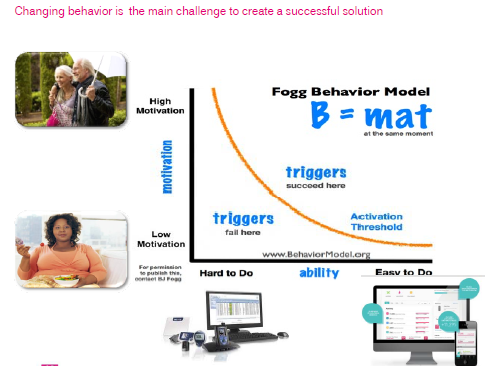 Changing behavior is the main challenge to create a successful solution
Fogg Behavior Model
B = mat
at the same moment
High
Motivation
motivation
triggers
succeed here
triggers
fail here
Activation
Threshold
Low
Motivation
www.BehaviorModel.org
For permission
to publish this,
contact BJ Fogg
Hard to Do
ability
Easy to Do